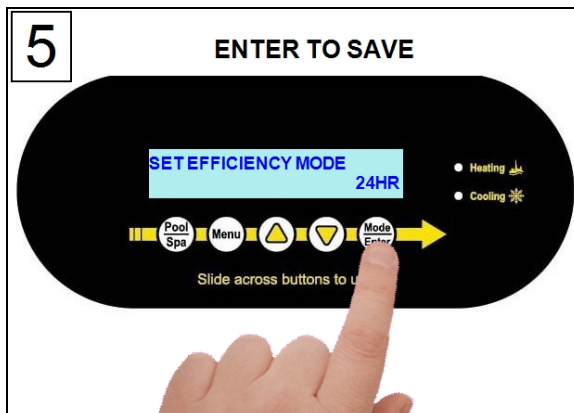 5
ENTER TO SAVE
SET EFFICIENCY MODE
24HR
Heating
Cooling
Pool
Spa
Menu
Mode
Enter
Slide across buttons to u